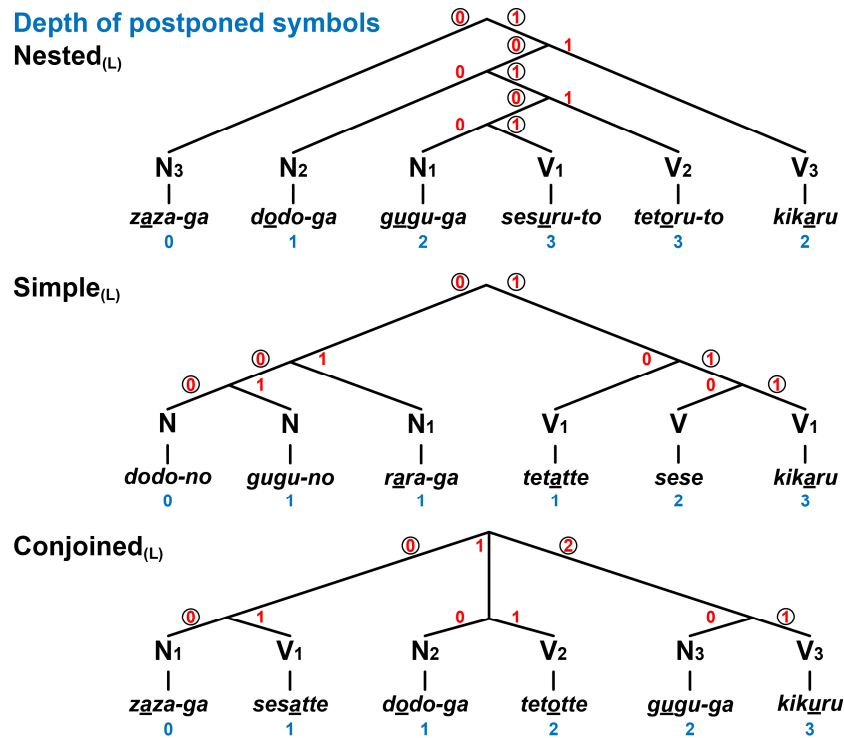 Depth of postponed symbols
Nested(L)
0 1
0 1
0 1
0 1
0 1
N3 N2 N1 V1 V2 V3
zaza-ga dodo-ga gugu-ga sesuru-to tetoru-to kikaru
0 1 2 3 3 2
Simple(L)
0 1
0 1 0 1
0 1 0 1
N N N1 V1 V V1
dodo-no gugu-no rara-ga tetatte sese kikaru
0 1 1 1 2 3
Conjoined(L)
0 1 2
0 1 0 1 0 1
N1 V1 N2 V2 N3 V3
zaza-ga sesatte dodo-ga tetotte gugu-ga kikuru
0 1 1 2 2 3